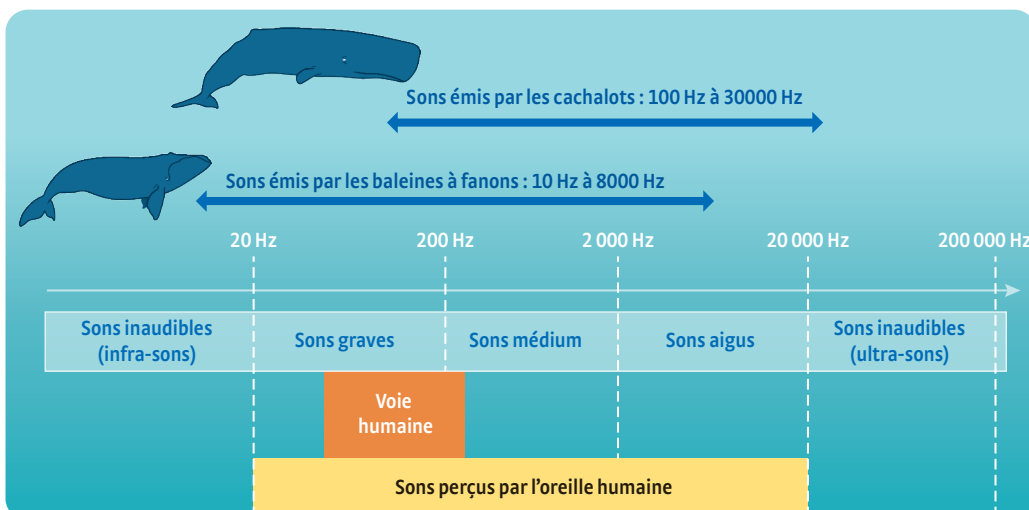 Sons émis par les cachalots : 100 Hz à 30000 Hz
Sons émis par les baleines à fanons : 10 Hz à 8000 Hz
20 Hz 200 Hz 2 000 Hz 20 000 Hz 200 000 Hz
Sons inaudibles
(infra-sons)
Sons graves
Sons médium
Sons aigus
Sons inaudibles
(ultra-sons)
Voie
humaine
Sons perçus par l'oreille humaine